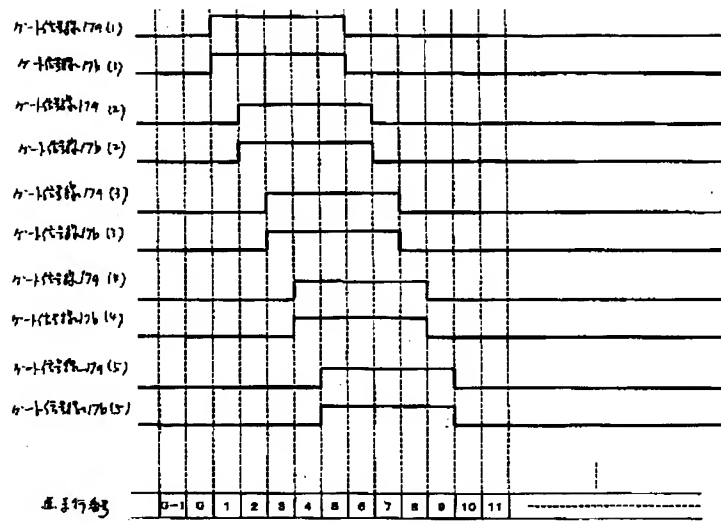 ゲート信号線17a (1)
ゲート信号線17b (1)
ゲート信号線17a (2)
ゲート信号線17b (2)
ゲート信号線17a (3)
ゲート信号線17b (3)
ゲート信号線17a (4)
ゲート信号線17b (4)
ゲート信号線17a (5)
ゲート信号線17b (5)
行番号 G-1 G 1 2 3 4 5 6 7 8 9 10 11